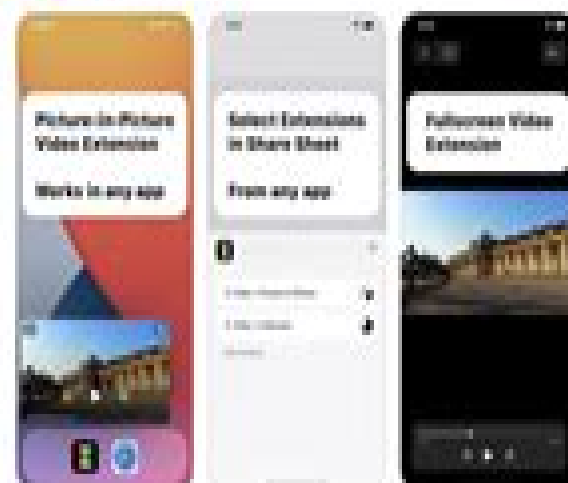 Picture-in-Picture
Video Extension
Works in any app
Select Extensions
in Share Sheet
From any app
Fullscreen Video
Extension